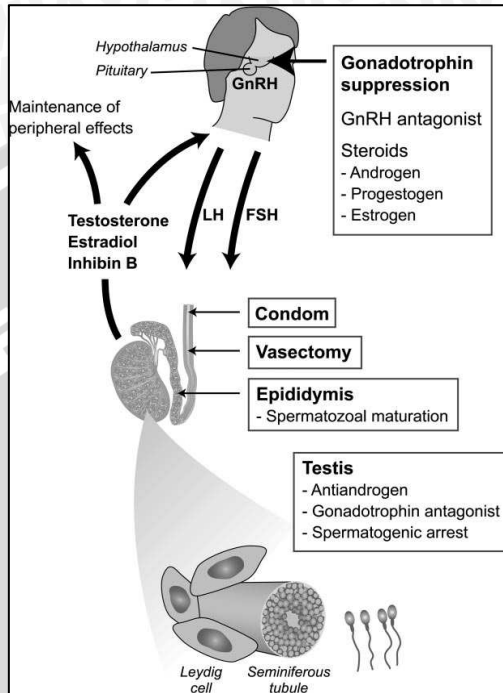 Hypothalamus
Pituitary
GnRH
Gonadotrophin
suppression
GnRH antagonist
Steroids
- Androgen
- Progestogen
- Estrogen
Maintenance of
peripheral effects
LH
FSH
Testosterone
Estradiol
Inhibin B
Condom
Vasectomy
Epididymis
- Spermatozoal maturation
Testis
- Antiandrogen
- Gonadotrophin antagonist
- Spermatogenic arrest
Leydig
cell
Seminiferous
tubule